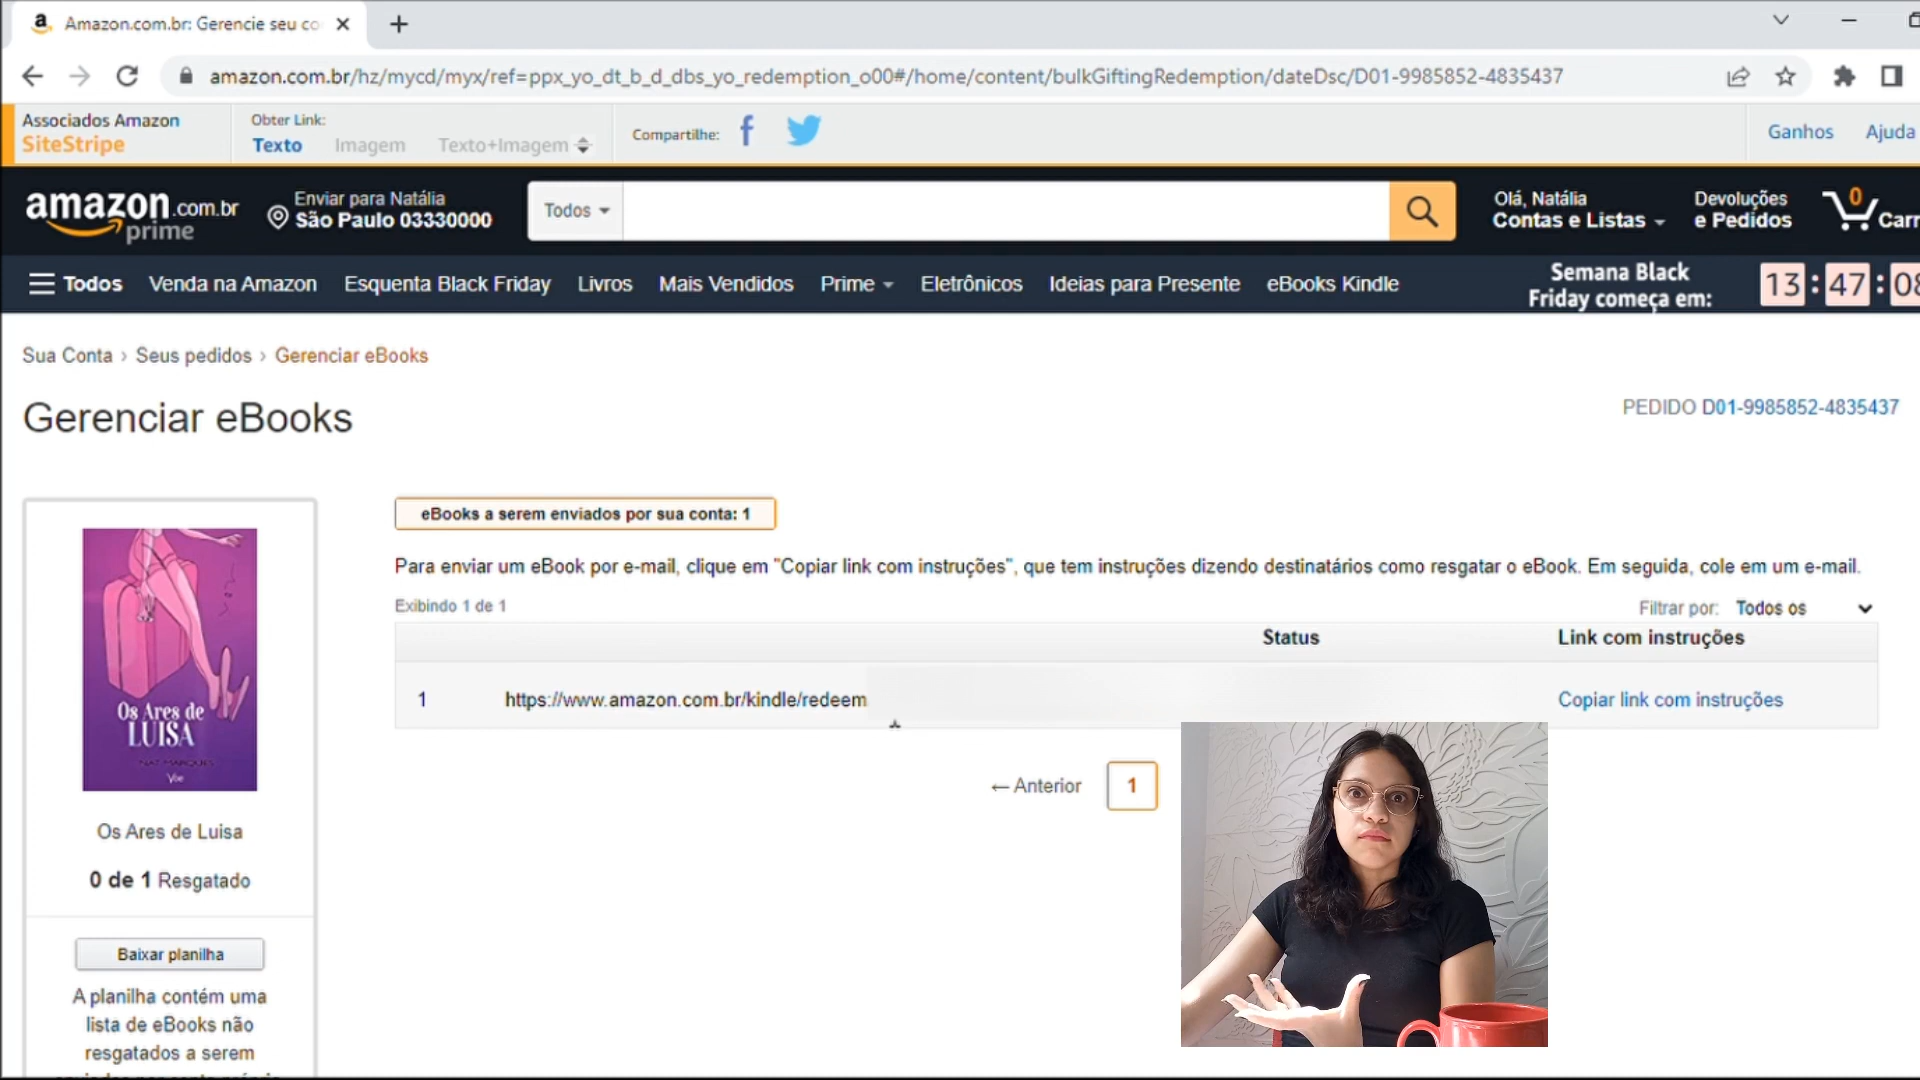 Amazon.com.br: Gerencie seu co
amazon.com.br/hz/mycd/myx/ref=ppx_yo_dt_b_d_dbs_yo_redemption_o00#/home/content/bulkGiftingRedemption/dateDsc/D01-9985852-4835437
Associados Amazon
SiteStripe
Obter Link:
Texto Imagem Texto+Imagem
Compartilhe:
Ganhos Ajuda
amazon.com.br
prime
Enviar para Natália
São Paulo 03330000
Todos
Olá, Natália
Contas e Listas
Devoluções
e Pedidos
0
Carr
Todos Venda na Amazon Esquenta Black Friday Livros Mais Vendidos Prime Eletrônicos Ideias para Presente eBooks Kindle
Semana Black
Friday começa em:
13:47:08
Sua Conta › Seus pedidos › Gerenciar eBooks
Gerenciar eBooks
PEDIDO D01-9985852-4835437
Os Ares de
LUISA
NAT MARQUES
Os Ares de Luisa
0 de 1 Resgatado
Baixar planilha
A planilha contém uma
lista de eBooks não
resgatados a serem
eBooks a serem enviados por sua conta: 1
Para enviar um eBook por e-mail, clique em "Copiar link com instruções", que tem instruções dizendo destinatários como resgatar o eBook. Em seguida, cole em um e-mail.
Exibindo 1 de 1
Filtrar por: Todos os
Status Link com instruções
1 https://www.amazon.com.br/kindle/redeem Copiar link com instruções
← Anterior 1